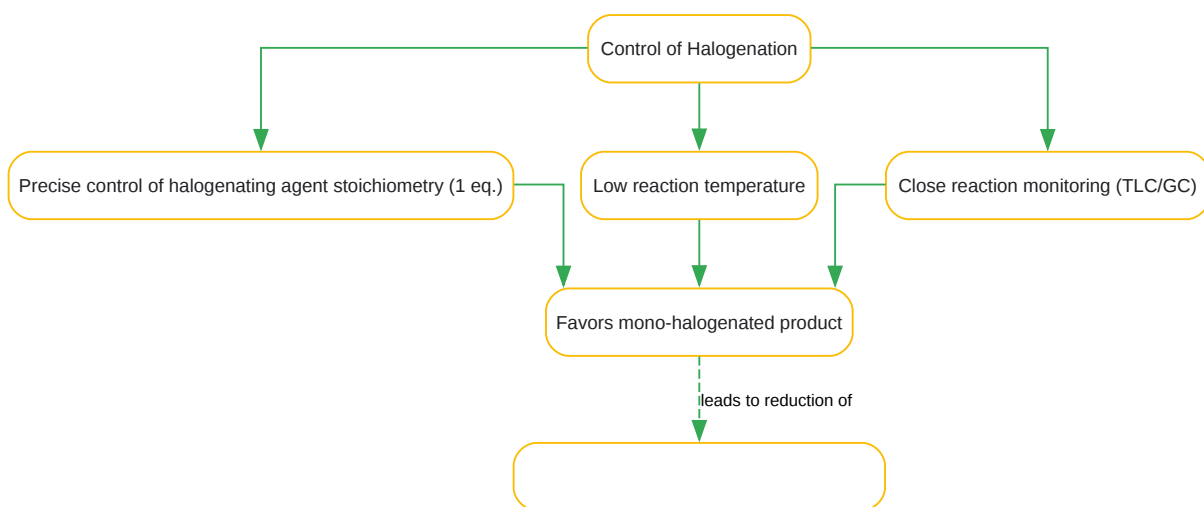 Control of Halogenation
Precise control of halogenating agent stoichiometry (1 eq.)
Low reaction temperature
Close reaction monitoring (TLC/GC)
Favors mono-halogenated product
leads to reduction of